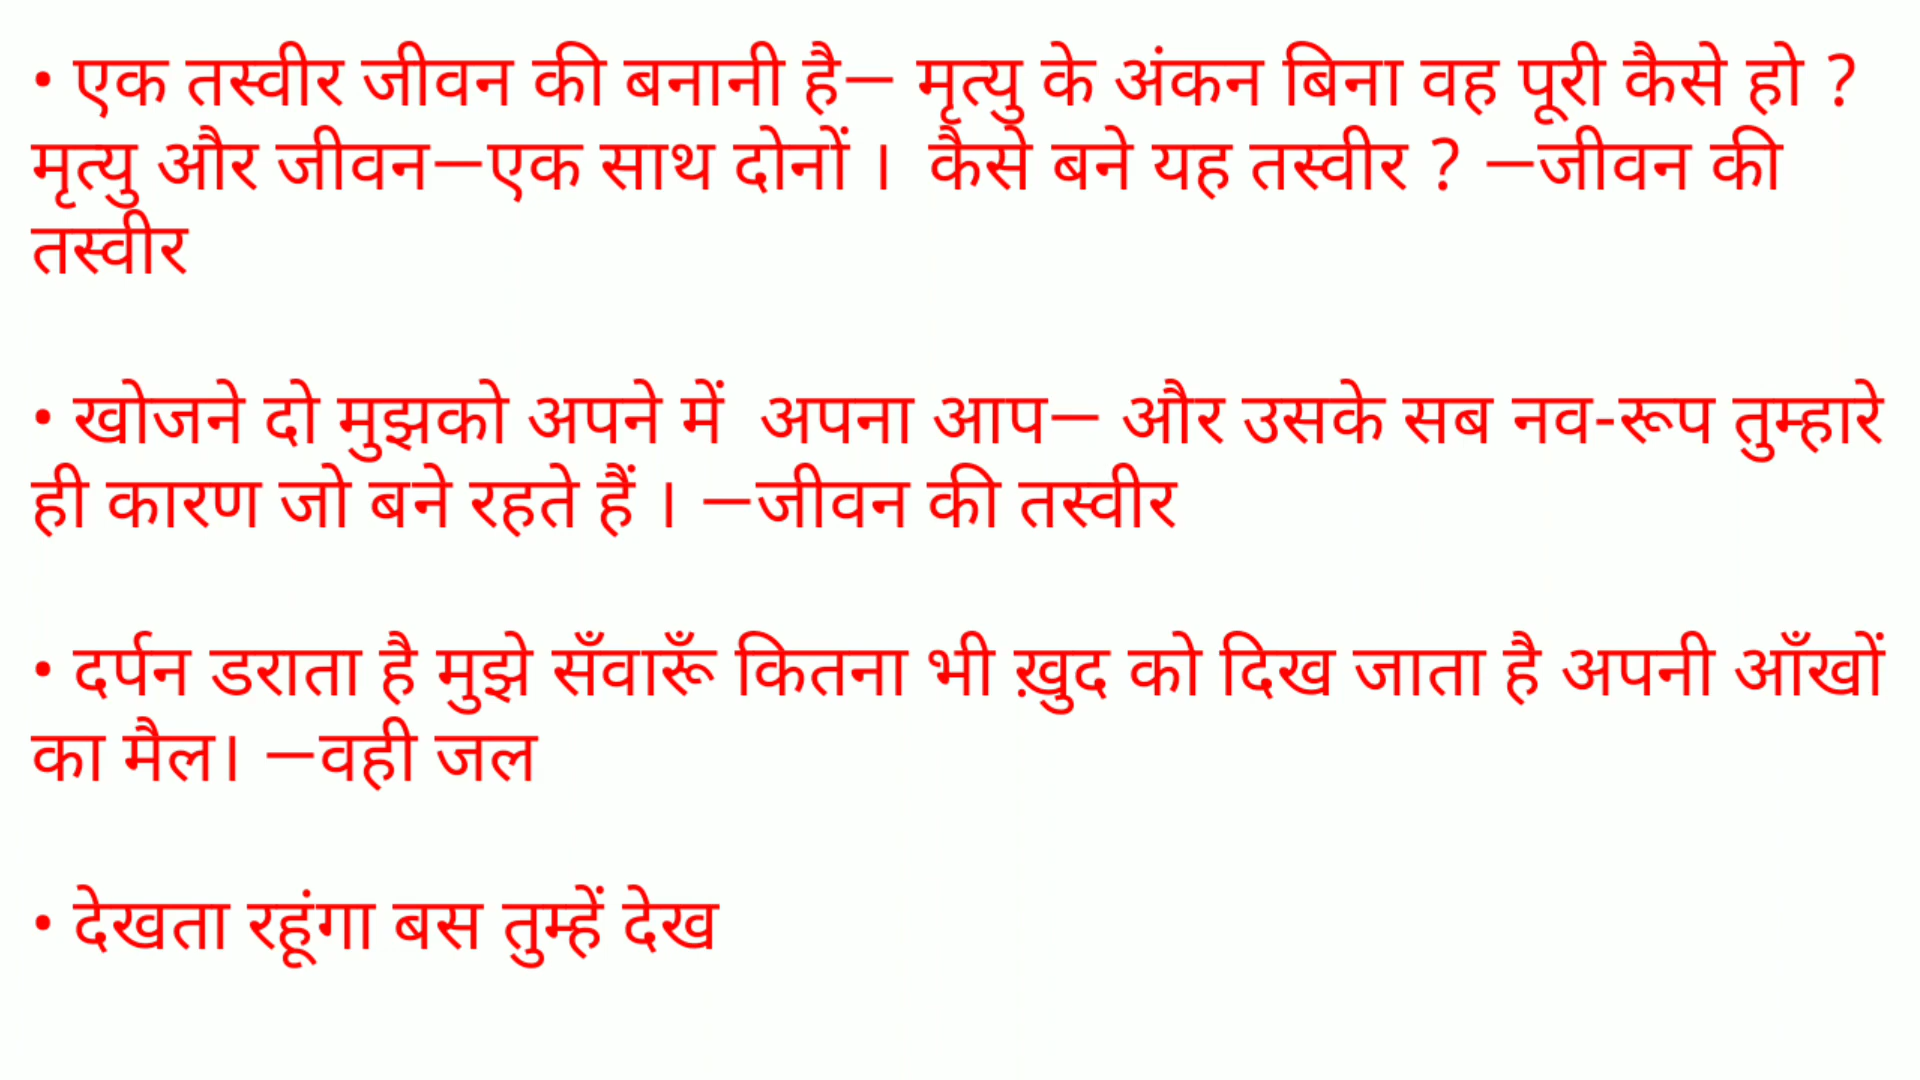 • एक तस्वीर जीवन की बनानी है— मृत्यु के अंकन बिना वह पूरी कैसे हो ?
मृत्यु और जीवन—एक साथ दोनों ।  कैसे बने यह तस्वीर ? —जीवन की
तस्वीर
• खोजने दो मुझको अपने में  अपना आप— और उसके सब नव-रूप तुम्हारे
ही कारण जो बने रहते हैं । —जीवन की तस्वीर
• दर्पन डराता है मुझे सँवारूँ कितना भी ख़ुद को दिख जाता है अपनी आँखों
का मैल। —वही जल
• देखता रहूंगा बस तुम्हें देख